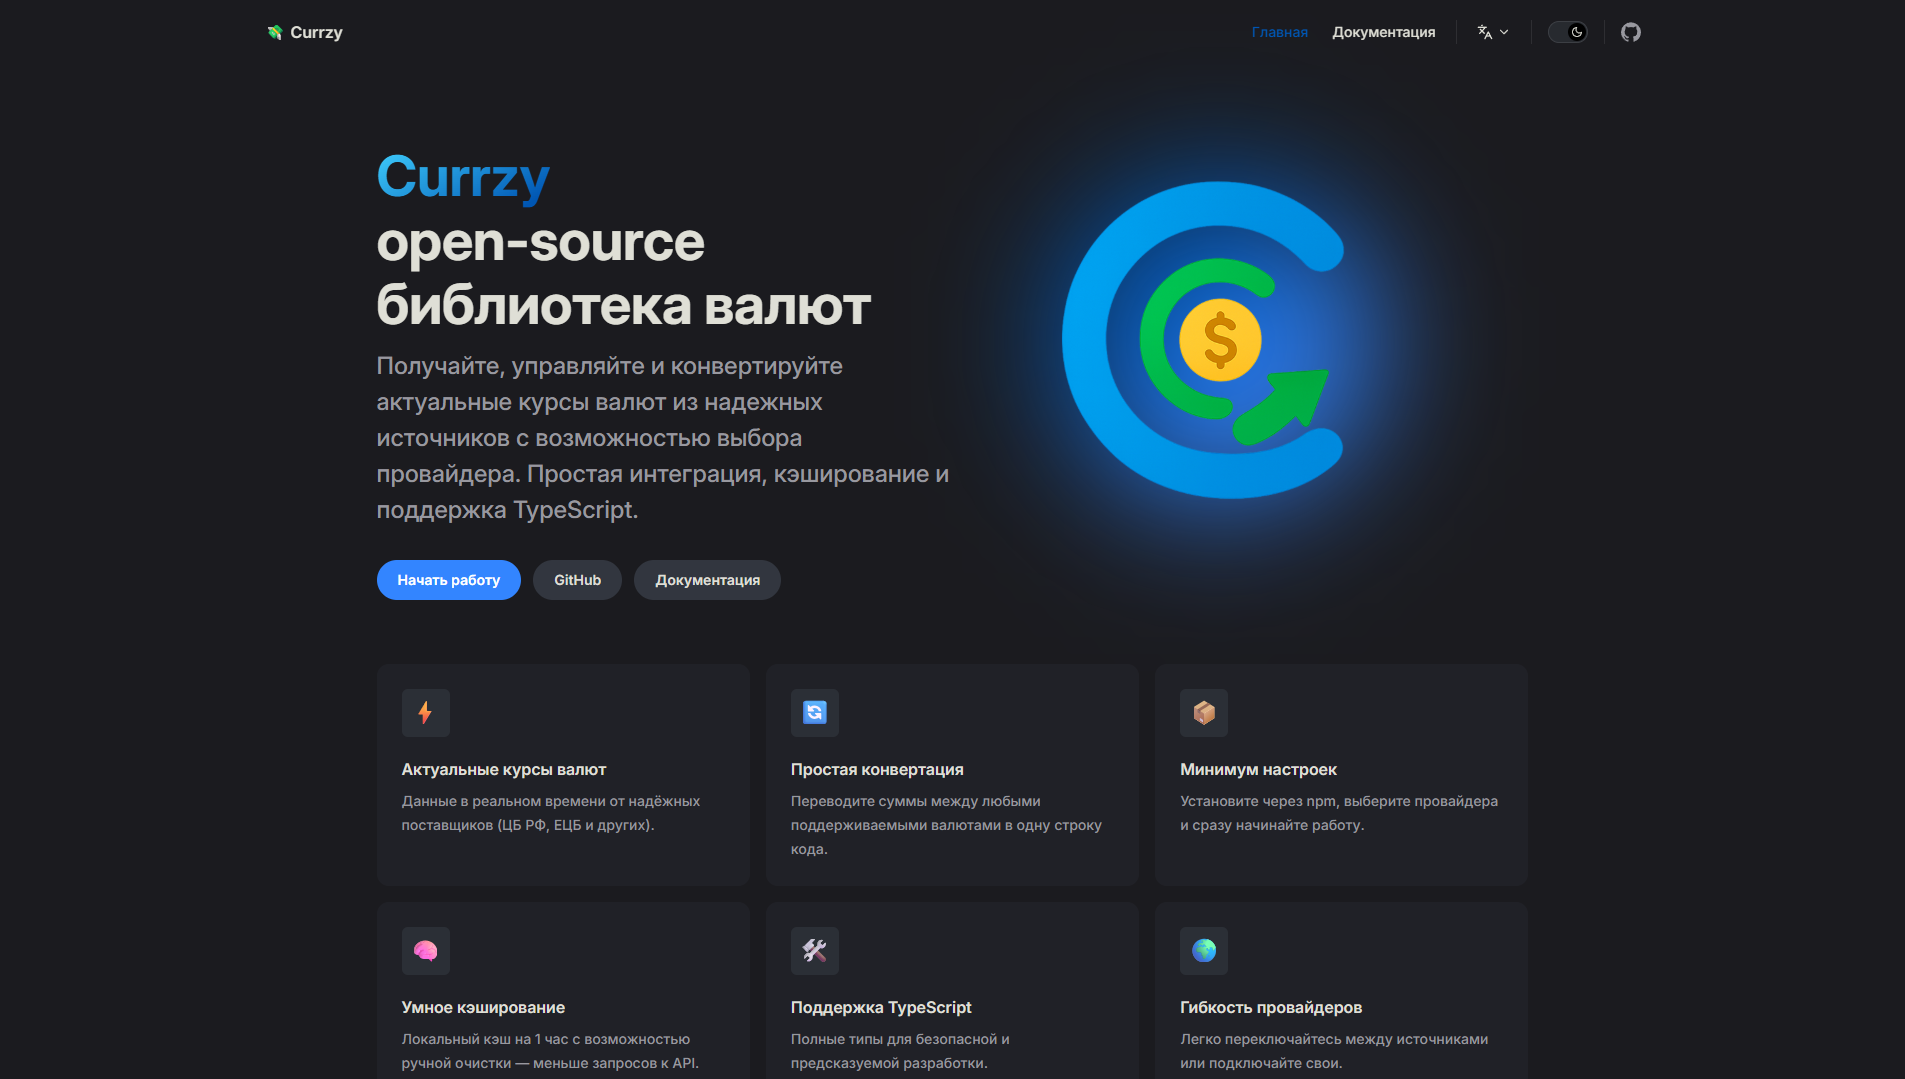 Currzy
Главная
Документация
Currzy
open-source
библиотека валют
Получайте, управляйте и конвертируйте
актуальные курсы валют из надежных
источников с возможностью выбора
провайдера. Простая интеграция, кэширование и
поддержка TypeScript.
Начать работу
GitHub
Документация
Актуальные курсы валют
Данные в реальном времени от надёжных
поставщиков (ЦБ РФ, ЕЦБ и других).
Простая конвертация
Переводите суммы между любыми
поддерживаемыми валютами в одну строку
кода.
Минимум настроек
Установите через npm, выберите провайдера
и сразу начинайте работу.
Умное кэширование
Локальный кэш на 1 час с возможностью
ручной очистки — меньше запросов к API.
Поддержка TypeScript
Полные типы для безопасной и
предсказуемой разработки.
Гибкость провайдеров
Легко переключайтесь между источниками
или подключайте свои.